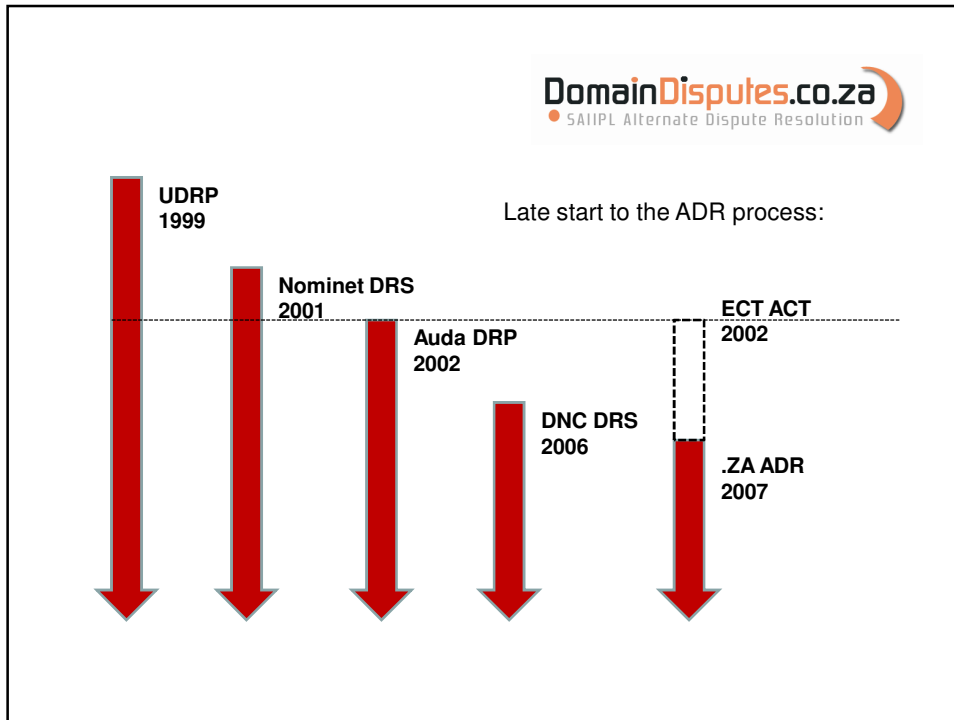 DomainDisputes.co.za
SAIIPL Alternate Dispute Resolution
Late start to the ADR process:
UDRP
1999
Nominet DRS
2001
Auda DRP
2002
DNC DRS
2006
ECT ACT
2002
.ZA ADR
2007